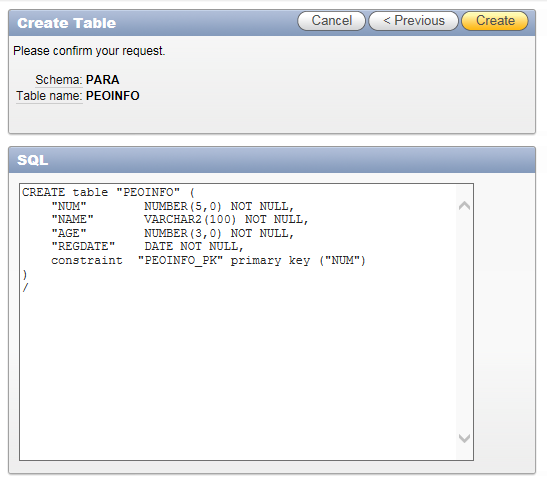 Create Table
Cancel
< Previous
Create
Please confirm your request.
Schema: PARA
Table name: PEOINFO
SQL
CREATE table "PEOINFO" (
    "NUM"        NUMBER(5,0) NOT NULL,
    "NAME"       VARCHAR2(100) NOT NULL,
    "AGE"        NUMBER(3,0) NOT NULL,
    "REGDATE"    DATE NOT NULL,
    constraint  "PEOINFO_PK" primary key ("NUM")
)
/